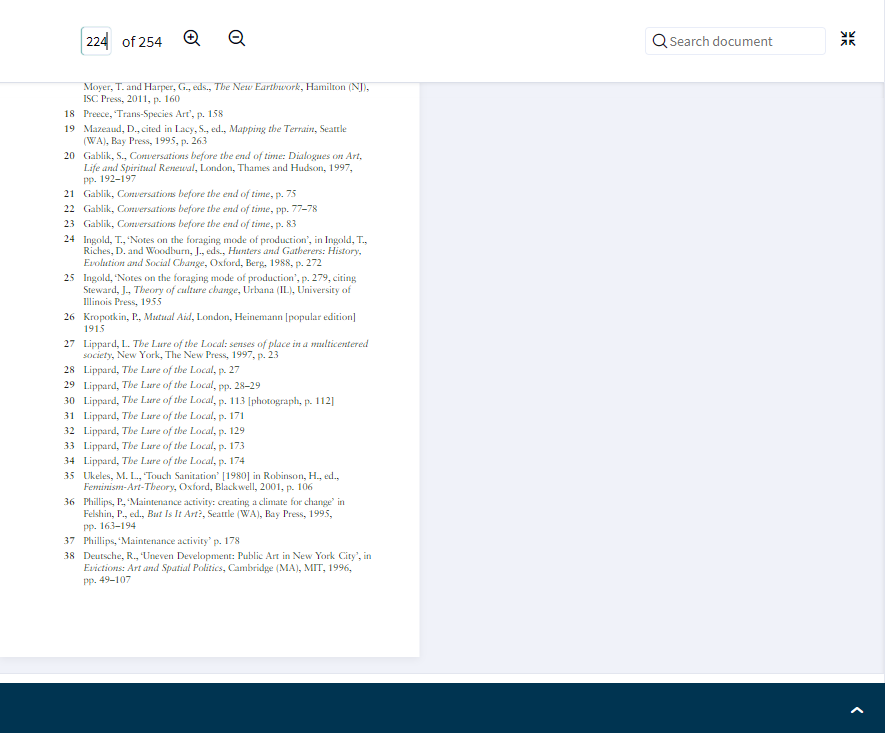 224 of 254
Search document
Moyer, T. and Harper, G., eds., The New Earthwork, Hamilton (NJ),
ISC Press, 2011, p. 160
18 Preece, ‘Trans-Species Art’, p. 158
19 Mazeaud, D., cited in Lacy, S., ed., Mapping the Terrain, Seattle
(WA), Bay Press, 1995, p. 263
20 Gablik, S., Conversations before the end of time: Dialogues on Art,
Life and Spiritual Renewal, London, Thames and Hudson, 1997,
pp. 192–197
21 Gablik, Conversations before the end of time, p. 75
22 Gablik, Conversations before the end of time, pp. 77–78
23 Gablik, Conversations before the end of time, p. 83
24 Ingold, T., ‘Notes on the foraging mode of production’, in Ingold, T.,
Riches, D. and Woodburn, J., eds., Hunters and Gatherers: History,
Evolution and Social Change, Oxford, Berg, 1988, p. 272
25 Ingold, ‘Notes on the foraging mode of production’, p. 279, citing
Steward, J., Theory of culture change, Urbana (IL), University of
Illinois Press, 1955
26 Kropotkin, P., Mutual Aid, London, Heinemann [popular edition]
1915
27 Lippard, L. The Lure of the Local: senses of place in a multicentered
society, New York, The New Press, 1997, p. 23
28 Lippard, The Lure of the Local, p. 27
29 Lippard, The Lure of the Local, pp. 28–29
30 Lippard, The Lure of the Local, p. 113 [photograph, p. 112]
31 Lippard, The Lure of the Local, p. 171
32 Lippard, The Lure of the Local, p. 129
33 Lippard, The Lure of the Local, p. 173
34 Lippard, The Lure of the Local, p. 174
35 Ukeles, M. L., ‘Touch Sanitation’ [1980] in Robinson, H., ed.,
Feminism-Art-Theory, Oxford, Blackwell, 2001, p. 106
36 Phillips, P., ‘Maintenance activity: creating a climate for change’ in
Felshin, P., ed., But Is It Art?, Seattle (WA), Bay Press, 1995,
pp. 163–194
37 Phillips, ‘Maintenance activity’ p. 178
38 Deutsche, R., ‘Uneven Development: Public Art in New York City’, in
Evictions: Art and Spatial Politics, Cambridge (MA), MIT, 1996,
pp. 49–107